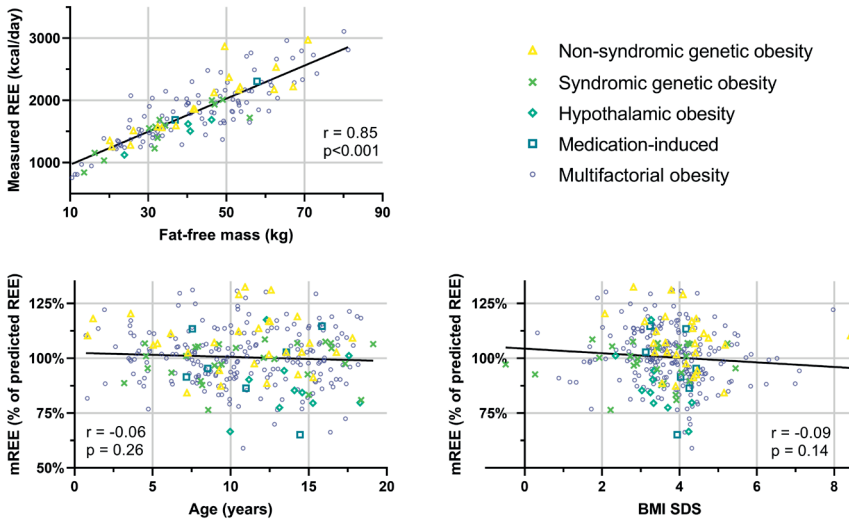 Measured REE (kcal/day)
3000
2000
1000
r = 0.85
p<0.001
10 30 50 70 90
Fat-free mass (kg)
Non-syndromic genetic obesity
Syndromic genetic obesity
Hypothalamic obesity
Medication-induced
Multifactorial obesity
mREE (% of predicted REE)
125%
100%
75%
50%
r = -0.06
p = 0.26
0 5 10 15 20
Age (years)
mREE (% of predicted REE)
125%
100%
75%
r = -0.09
p = 0.14
0 2 4 6 8
BMI SDS